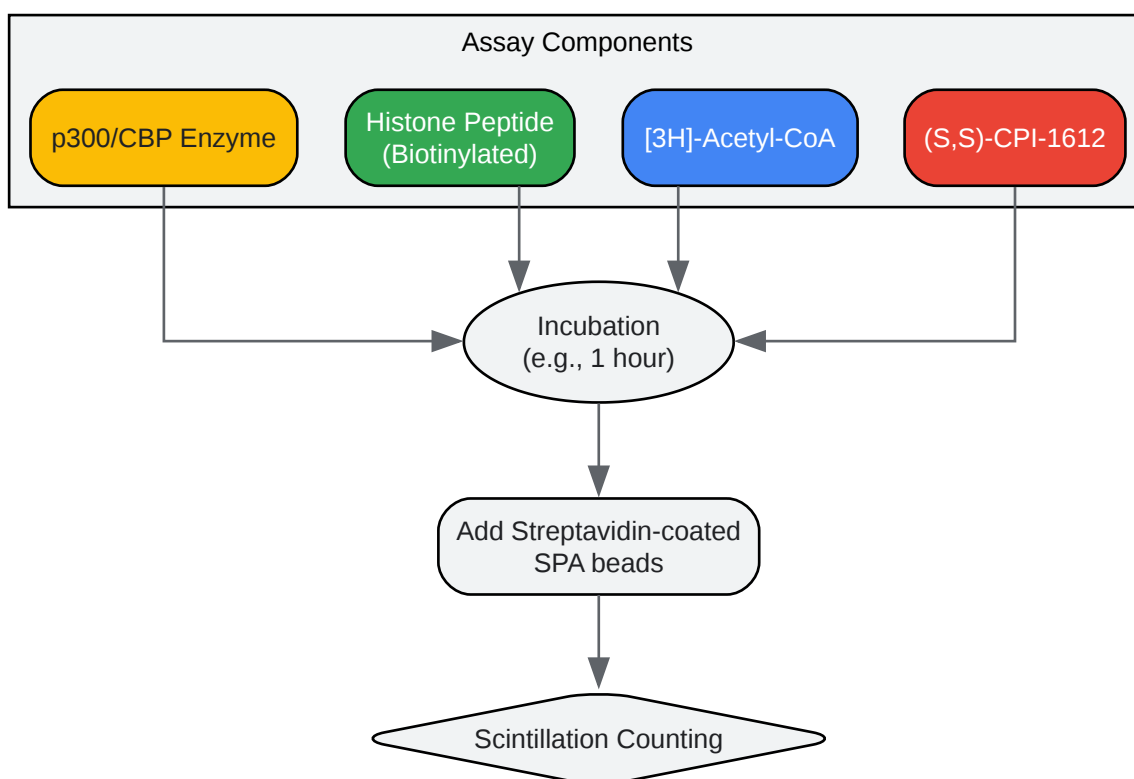 Assay Components
p300/CBP Enzyme
Histone Peptide
(Biotinylated)
[3H]-Acetyl-CoA
(S,S)-CPI-1612
Incubation
(e.g., 1 hour)
Add Streptavidin-coated
SPA beads
Scintillation Counting